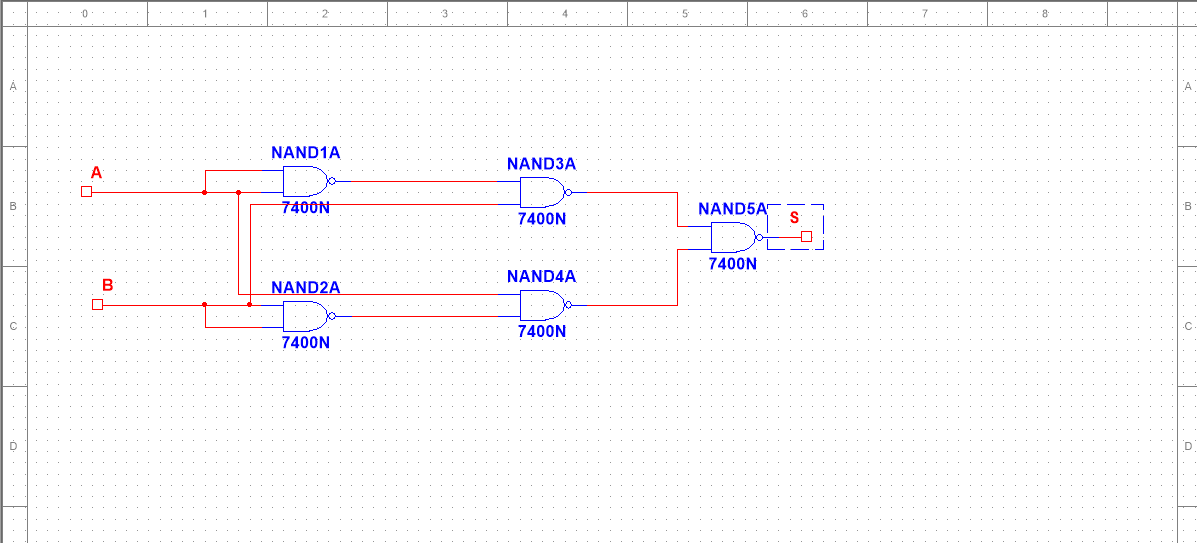 0 1 2 3 4 5 6 7 8
A A
NAND1A
NAND3A
A
B B
7400N
NAND5A
S
7400N
7400N
B
NAND2A
NAND4A
C C
7400N
7400N
D D